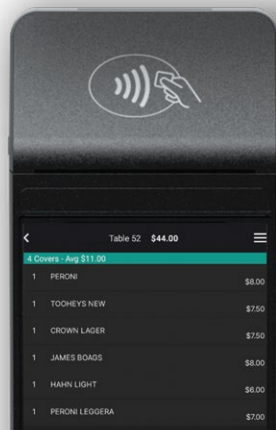 Table 52 $44.00
4 Covers - Avg $11.00
1 PERONI $8.00
1 TOOHEYS NEW $7.50
1 CROWN LAGER $7.50
1 JAMES BOAGS $8.00
1 HAHN LIGHT $6.00
1 PERONI LEGGERA $7.00